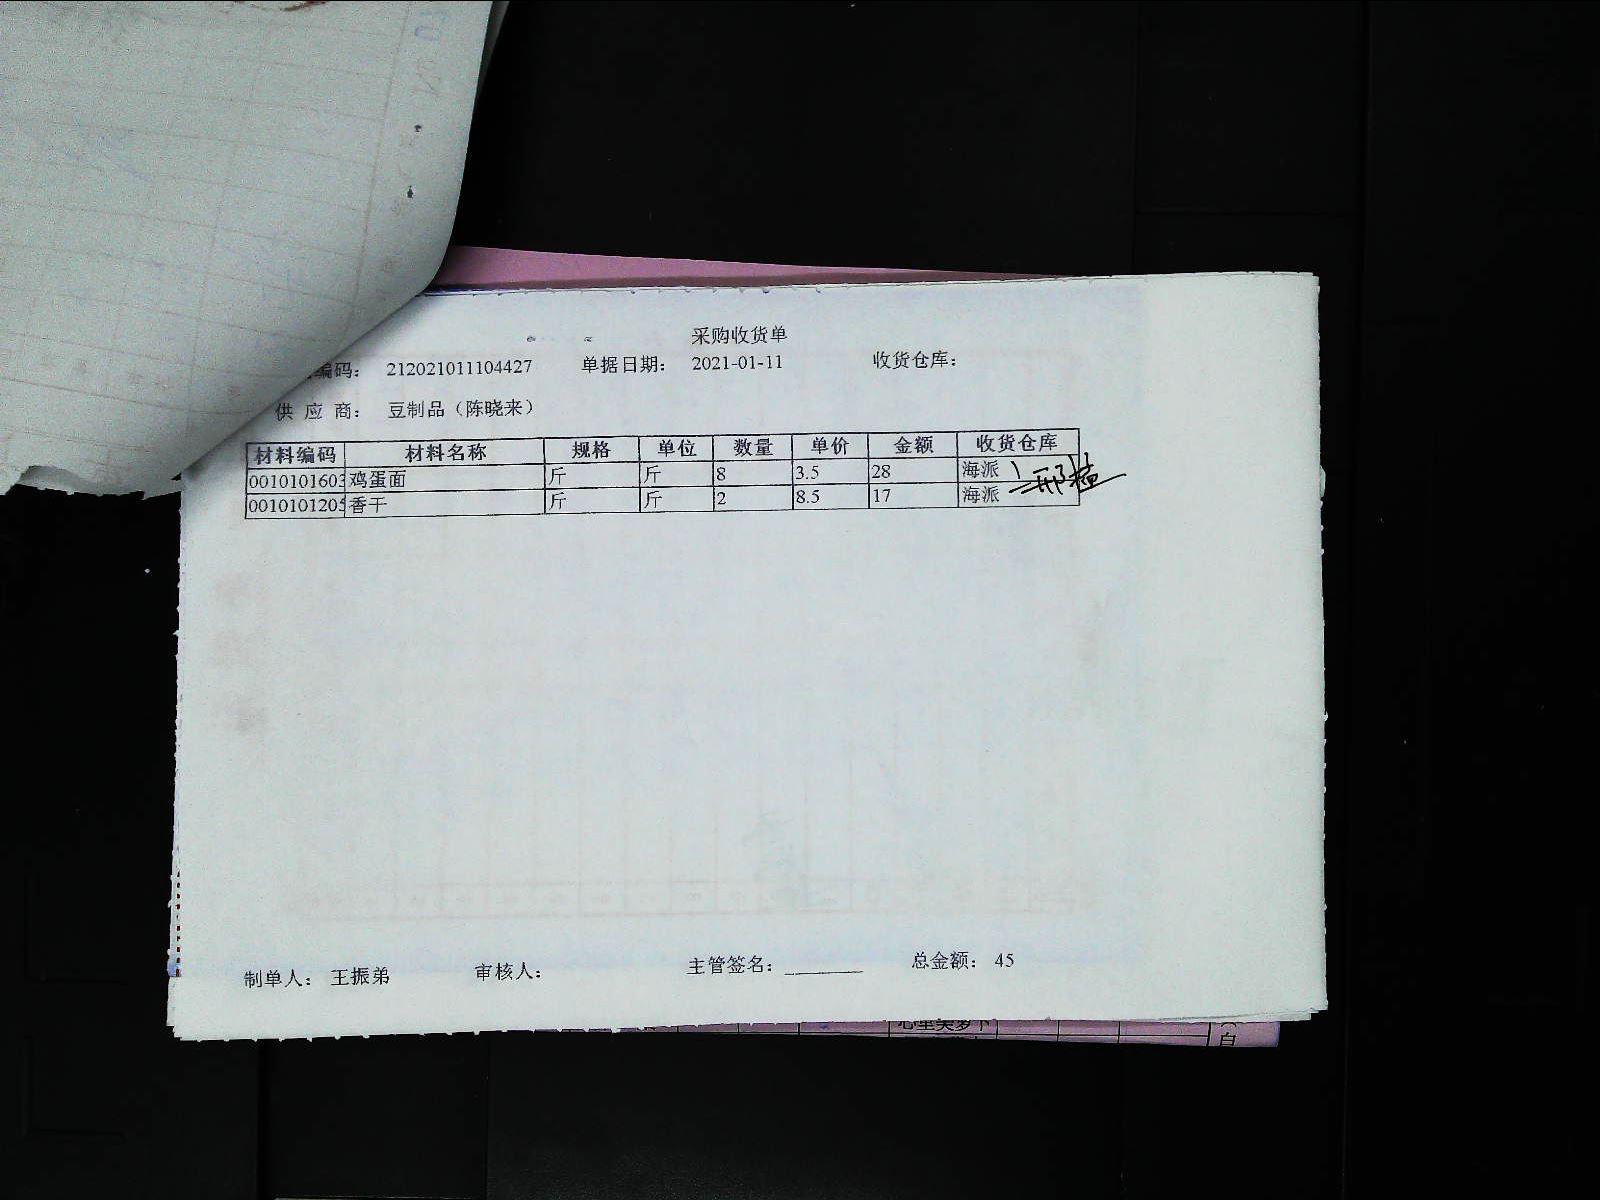 采购收货单
编码： 212021011104427 单据日期： 2021-01-11 收货仓库：
供 应 商： 豆制品（陈晓来）
材料编码 材料名称 规格 单位 数量 单价 金额 收货仓库
0010101603 鸡蛋面 斤 斤 8 3.5 28 海派
0010101205 香干 斤 斤 2 8.5 17 海派
制单人： 王振弟 审核人： 主管签名： ________ 总金额： 45